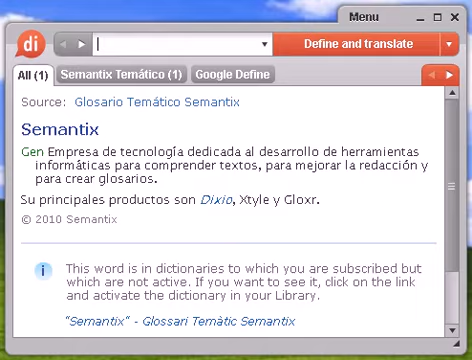 Menu
di
Define and translate
All (1)
Semantix Temático (1)
Google Define
Source: Glosario Temático Semantix
Semantix
Gen Empresa de tecnología dedicada al desarrollo de herramientas
informáticas para comprender textos, para mejorar la redacción y
para crear glosarios.
Su principales productos son Dixio, Xtyle y Gloxr.
© 2010 Semantix
i
This word is in dictionaries to which you are subscribed but
which are not active. If you want to see it, click on the link
and activate the dictionary in your Library.
"Semantix" - Glossari Temàtic Semantix